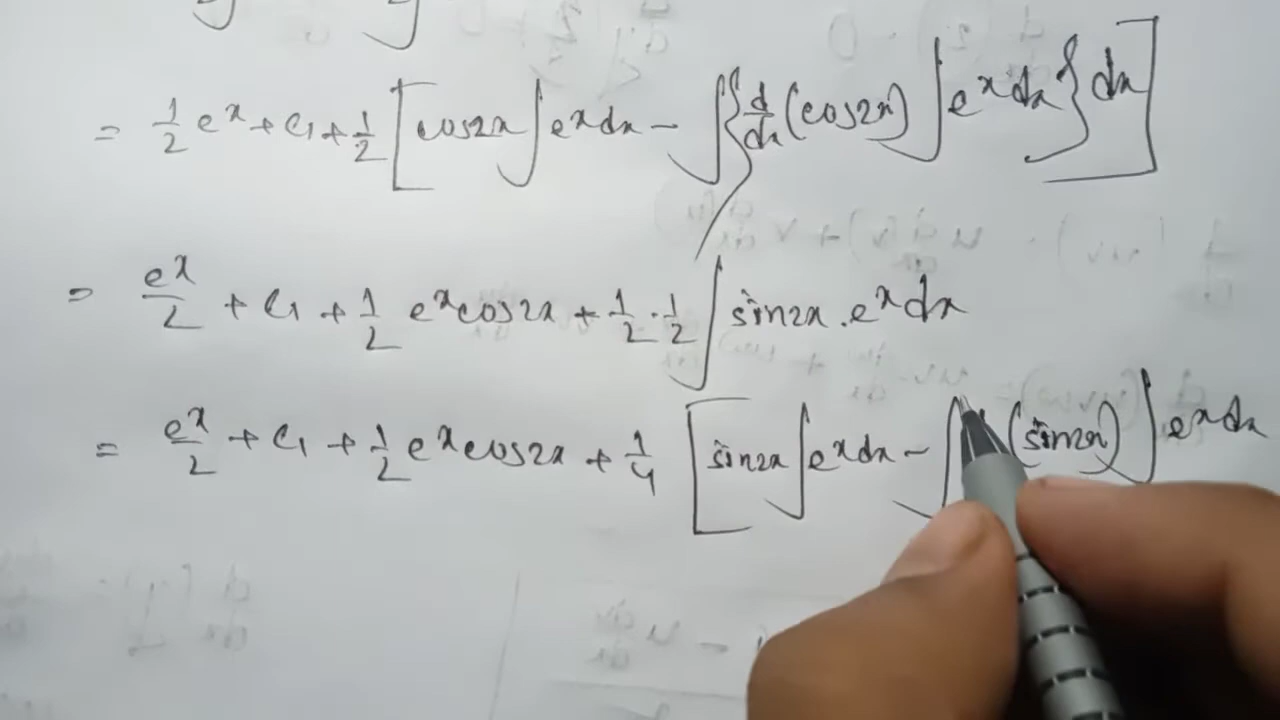 = 1/2 e^x + c₁ + 1/2 [cos2x ∫e^x dx - ∫{d/dx (cos2x) ∫e^x dx} dx]
= e^x/2 + c₁ + 1/2 e^x cos2x + 1/2 · 1/2 ∫ sin2x . e^x dx
= e^x/2 + c₁ + 1/2 e^x cos2x + 1/4 [sin2x ∫e^x dx - ∫ (sin2x) ∫e^x dx